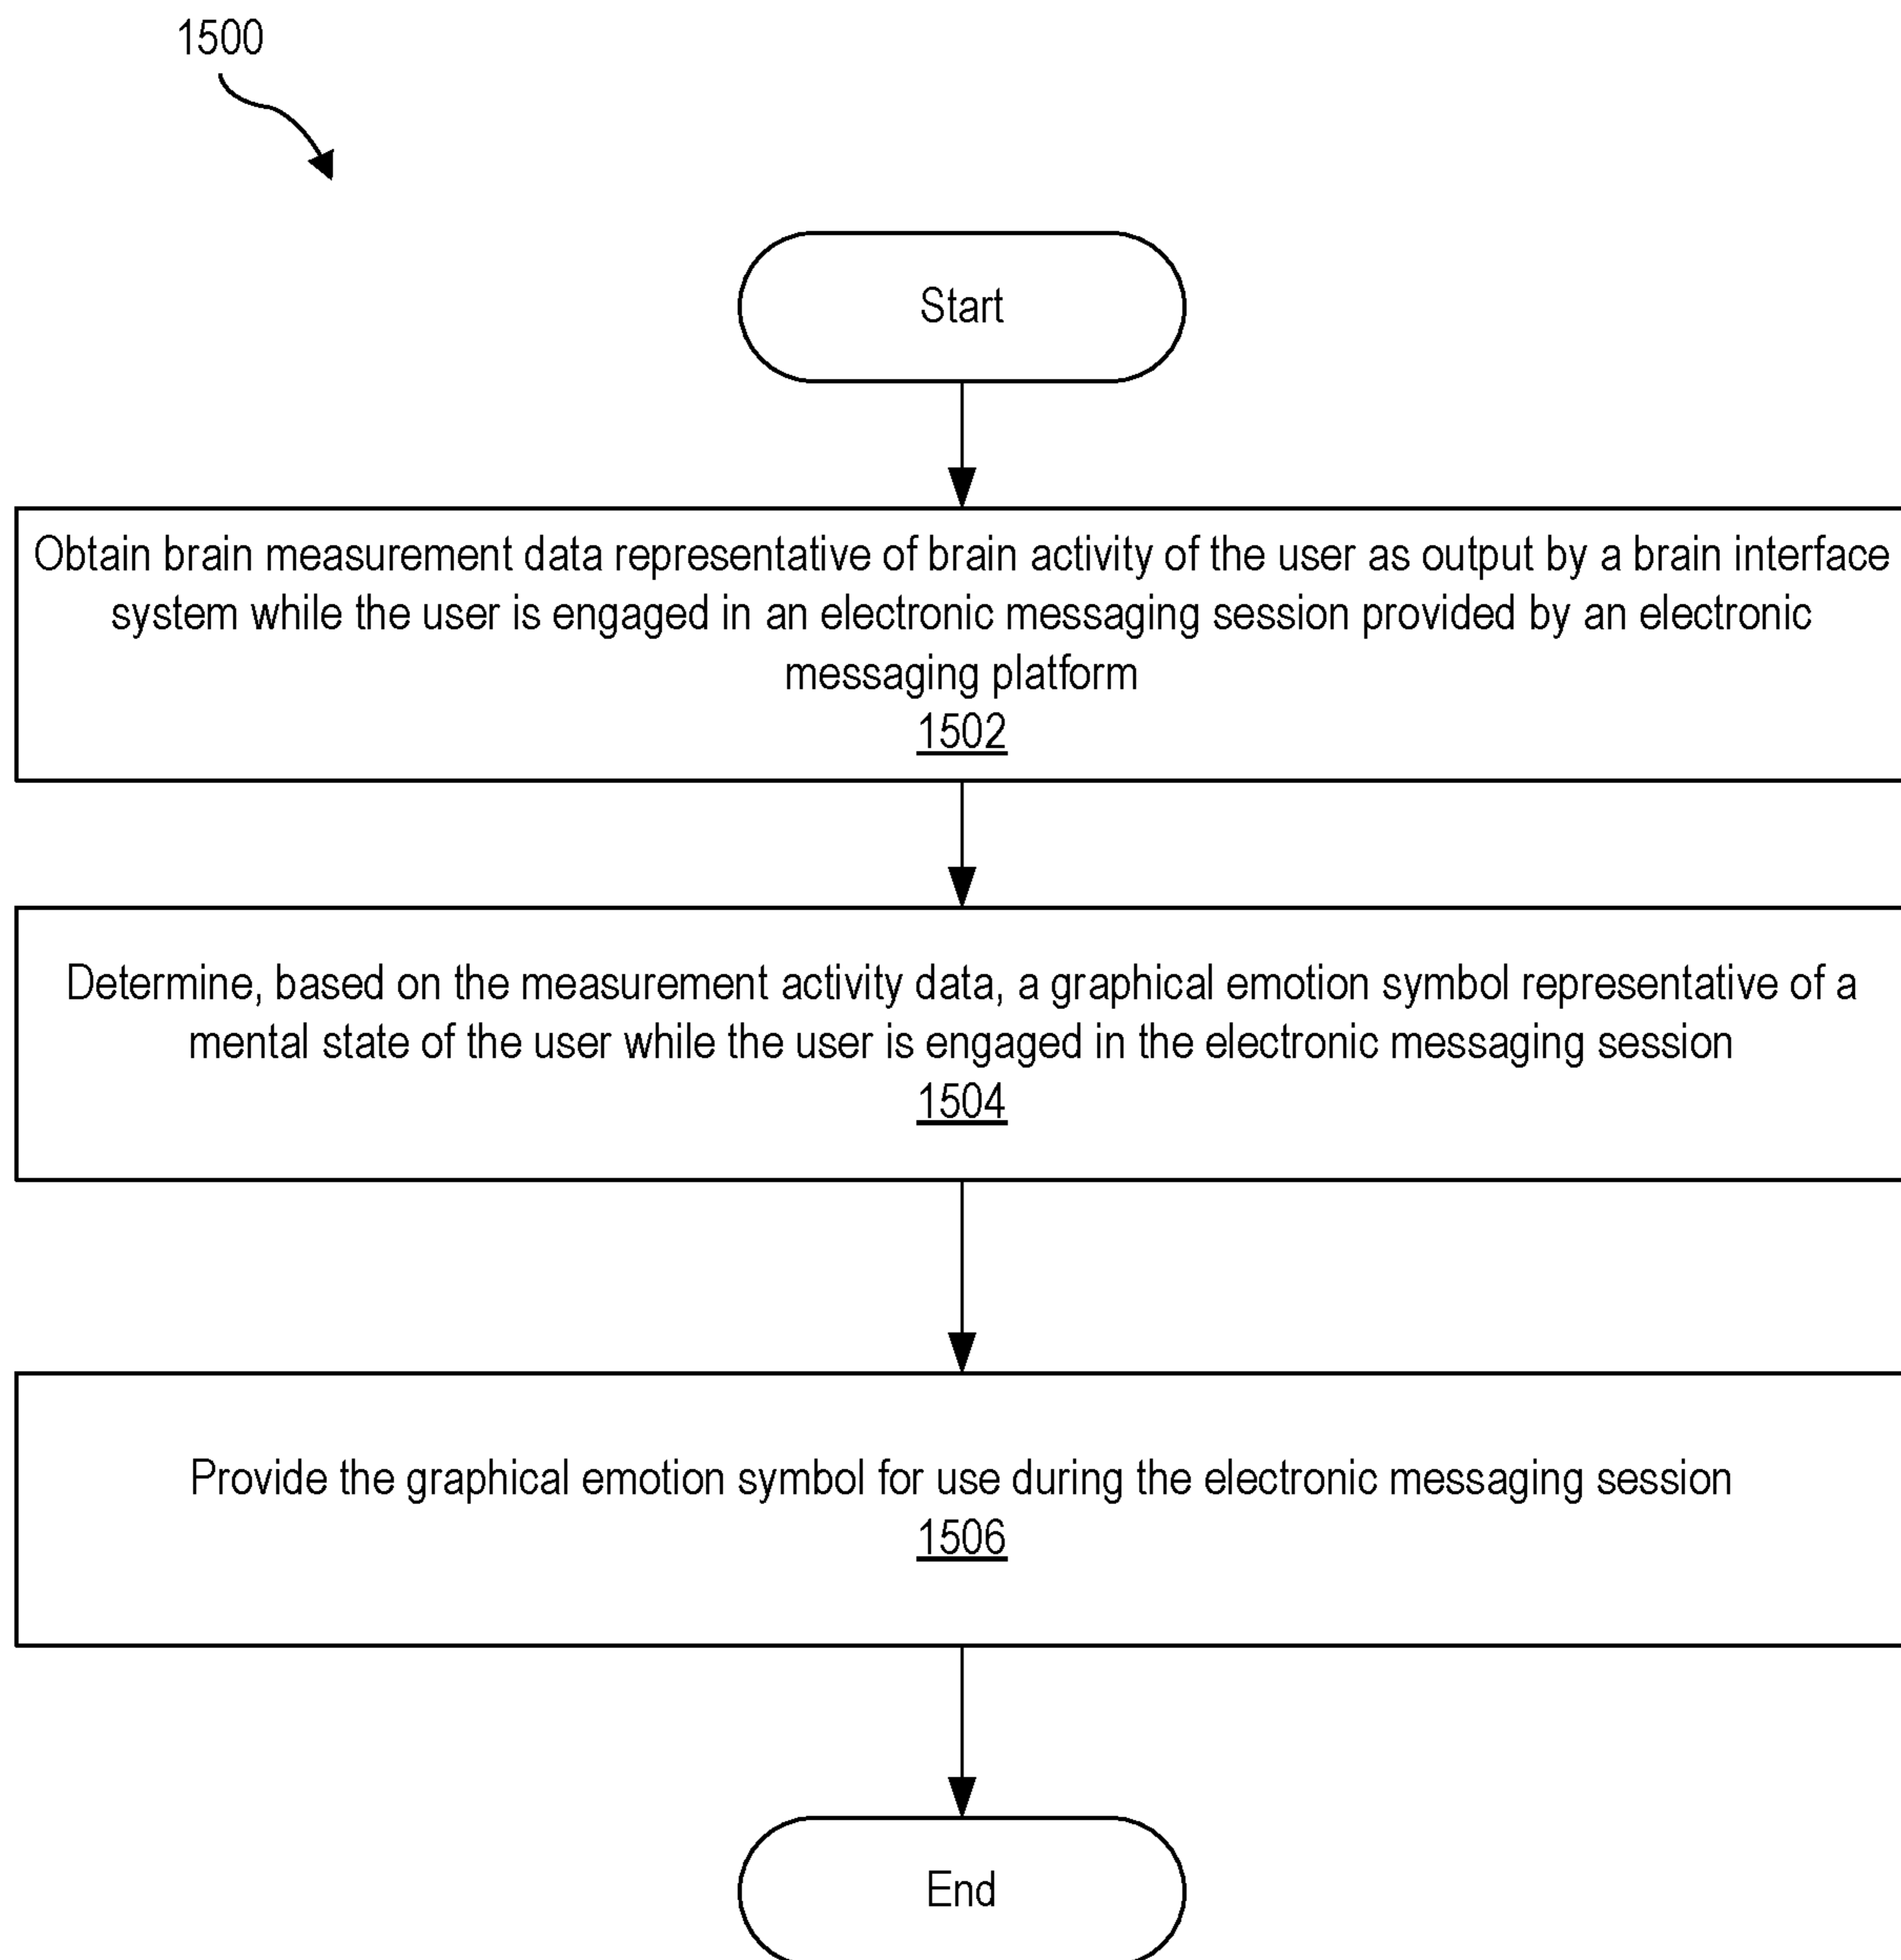 1500
Start
Obtain brain measurement data representative of brain activity of the user as output by a brain interface
system while the user is engaged in an electronic messaging session provided by an electronic
messaging platform
1502
Determine, based on the measurement activity data, a graphical emotion symbol representative of a
mental state of the user while the user is engaged in the electronic messaging session
1504
Provide the graphical emotion symbol for use during the electronic messaging session
1506
End